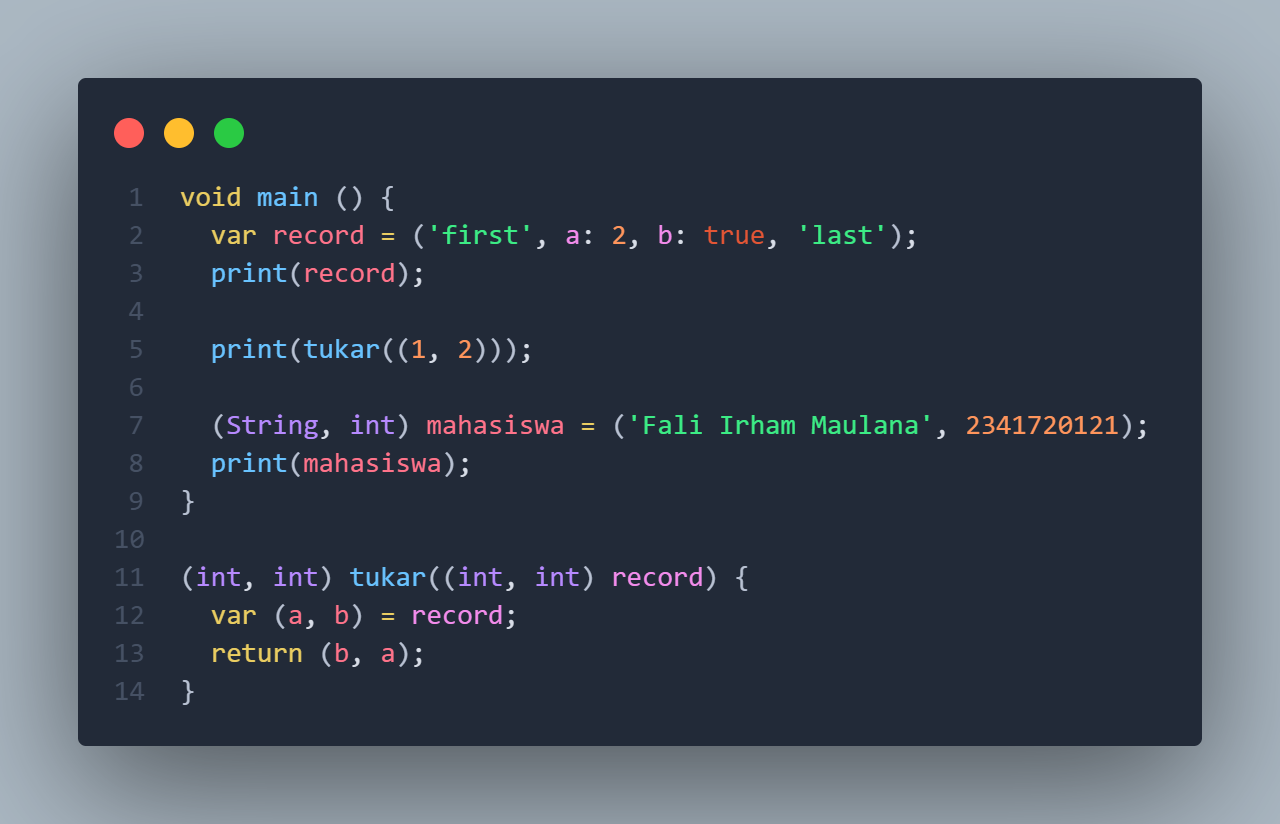 1 void main () {
2   var record = ('first', a: 2, b: true, 'last');
3   print(record);
4
5   print(tukar((1, 2)));
6
7   (String, int) mahasiswa = ('Fali Irham Maulana', 2341720121);
8   print(mahasiswa);
9 }
10
11 (int, int) tukar((int, int) record) {
12   var (a, b) = record;
13   return (b, a);
14 }